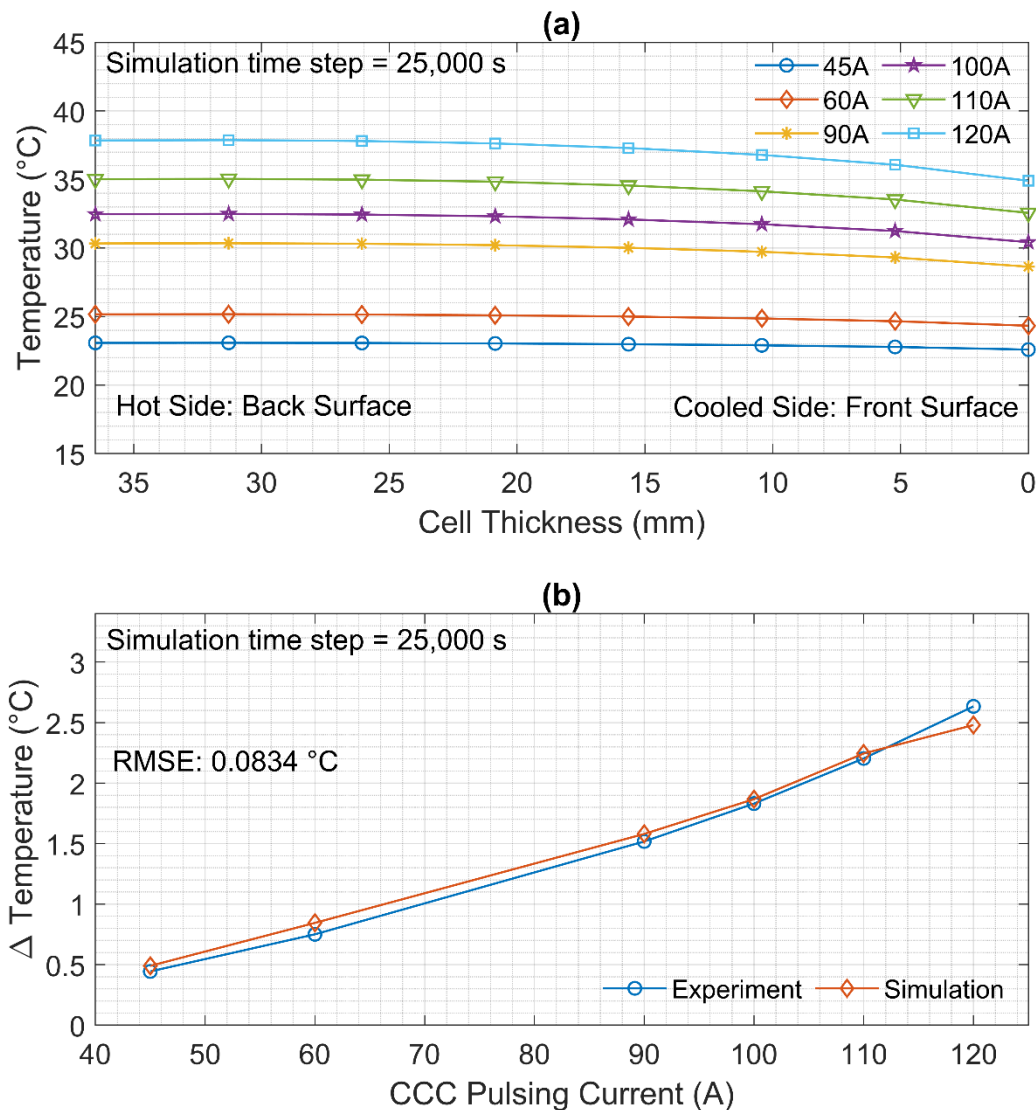 (a)
Simulation time step = 25,000 s
45A 100A
60A 110A
90A 120A
Temperature (°C)
45
40
35
30
25
20
15
Hot Side: Back Surface Cooled Side: Front Surface
35 30 25 20 15 10 5 0
Cell Thickness (mm)
(b)
Simulation time step = 25,000 s
RMSE: 0.0834 °C
Δ Temperature (°C)
3
2.5
2
1.5
1
0.5
0
Experiment Simulation
40 50 60 70 80 90 100 110 120
CCC Pulsing Current (A)